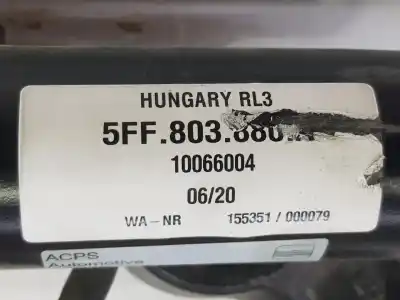 HUNGARY RL3
10066004
06/20
WA-NR 155351 / 000079
ACPS
Automotive